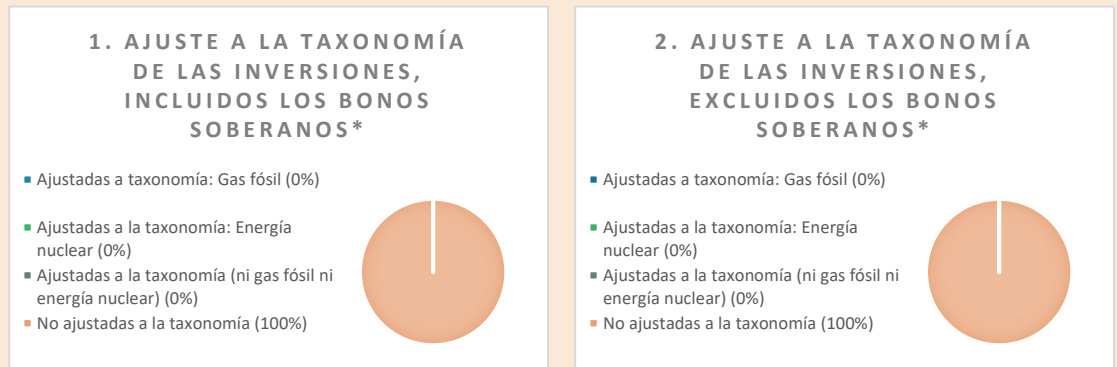 1. AJUSTE A LA TAXONOMÍA
DE LAS INVERSIONES,
INCLUIDOS LOS BONOS
SOBERANOS*
Ajustadas a taxonomía: Gas fósil (0%)
Ajustadas a la taxonomía: Energía
nuclear (0%)
Ajustadas a la taxonomía (ni gas fósil ni
energía nuclear) (0%)
No ajustadas a la taxonomía (100%)
2. AJUSTE A LA TAXONOMÍA
DE LAS INVERSIONES,
EXCLUIDOS LOS BONOS
SOBERANOS*
Ajustadas a taxonomía: Gas fósil (0%)
Ajustadas a la taxonomía: Energía
nuclear (0%)
Ajustadas a la taxonomía (ni gas fósil ni
energía nuclear) (0%)
No ajustadas a la taxonomía (100%)